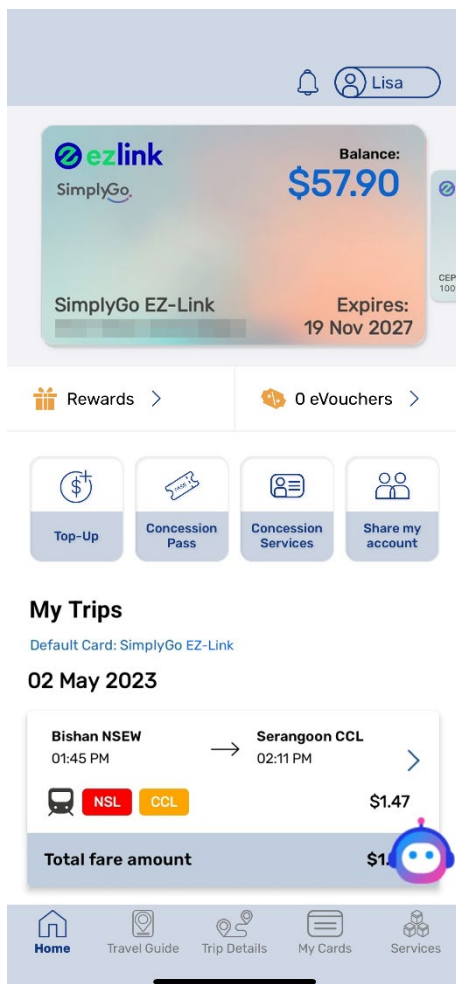 Lisa
ezlink
SimplyGo.
Balance:
$57.90
SimplyGo EZ-Link
Expires:
19 Nov 2027
CEP
100
Rewards
0 eVouchers
Top-Up
Concession
Pass
Concession
Services
Share my
account
My Trips
Default Card: SimplyGo EZ-Link
02 May 2023
Bishan NSEW
01:45 PM
Serangoon CCL
02:11 PM
NSL CCL
$1.47
Total fare amount
Home
Travel Guide
Trip Details
My Cards
Services